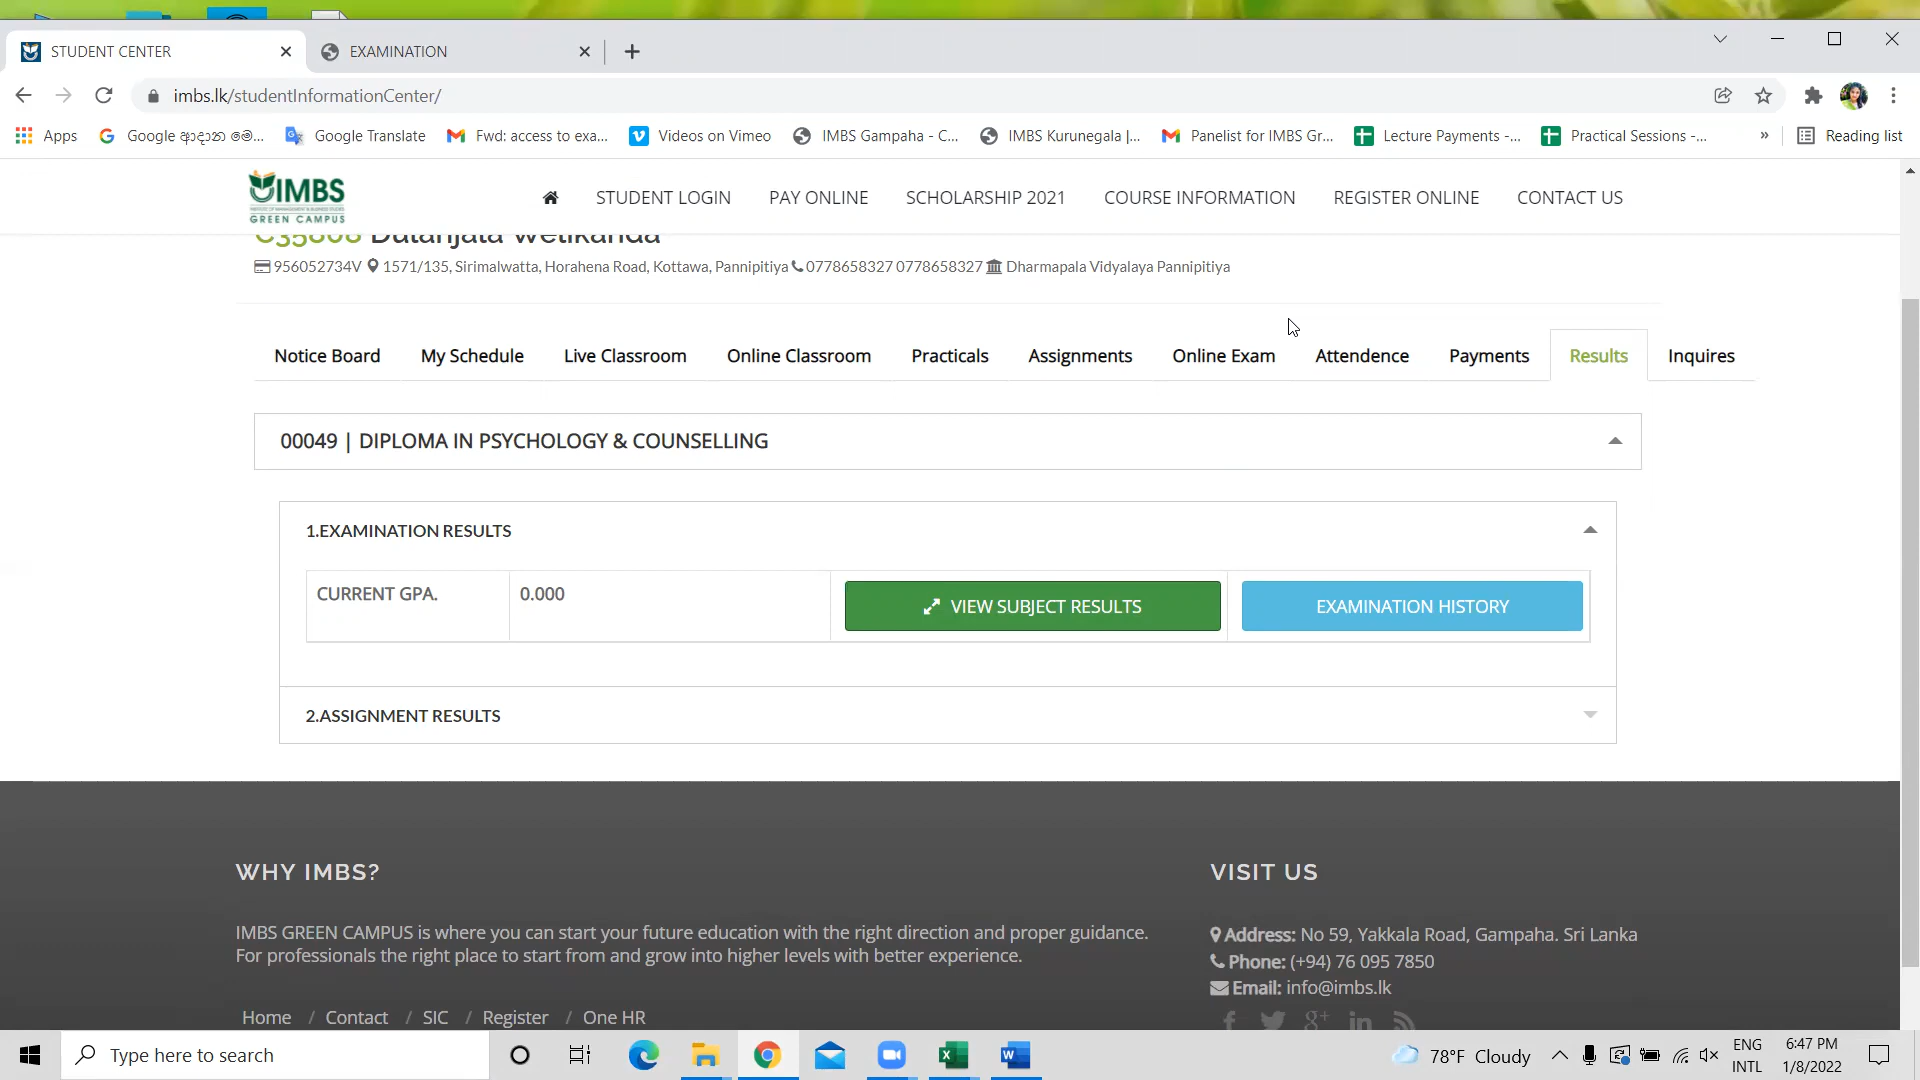 STUDENT CENTER
EXAMINATION
imbs.lk/studentInformationCenter/
Apps
Google ආදාන මෙ...
Google Translate
Fwd: access to exa...
Videos on Vimeo
IMBS Gampaha - C...
IMBS Kurunegala |...
Panelist for IMBS Gr...
Lecture Payments -...
Practical Sessions -...
»
Reading list
IMBS
GREEN CAMPUS
STUDENT LOGIN
PAY ONLINE
SCHOLARSHIP 2021
COURSE INFORMATION
REGISTER ONLINE
CONTACT US
C35808 Dulanjala Welikanda
956052734V 1571/135, Sirimalwatta, Horahena Road, Kottawa, Pannipitiya 0778658327 0778658327 Dharmapala Vidyalaya Pannipitiya
Notice Board
My Schedule
Live Classroom
Online Classroom
Practicals
Assignments
Online Exam
Attendence
Payments
Results
Inquires
00049 | DIPLOMA IN PSYCHOLOGY & COUNSELLING
1.EXAMINATION RESULTS
CURRENT GPA.
0.000
VIEW SUBJECT RESULTS
EXAMINATION HISTORY
2.ASSIGNMENT RESULTS
WHY IMBS?
IMBS GREEN CAMPUS is where you can start your future education with the right direction and proper guidance.
For professionals the right place to start from and grow into higher levels with better experience.
Home / Contact / SIC / Register / One HR
VISIT US
Address: No 59, Yakkala Road, Gampaha. Sri Lanka
Phone: (+94) 76 095 7850
Email: info@imbs.lk
Type here to search
78°F Cloudy
ENG
INTL
6:47 PM
1/8/2022